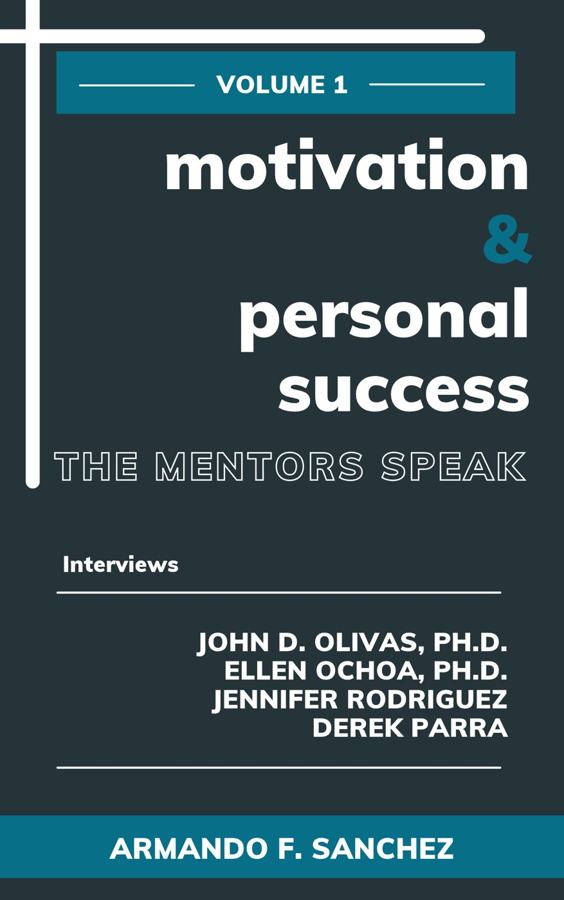 VOLUME 1
motivation
&
personal
success
THE MENTORS SPEAK
Interviews
JOHN D. OLIVAS, PH.D.
ELLEN OCHOA, PH.D.
JENNIFER RODRIGUEZ
DEREK PARRA
ARMANDO F. SANCHEZ